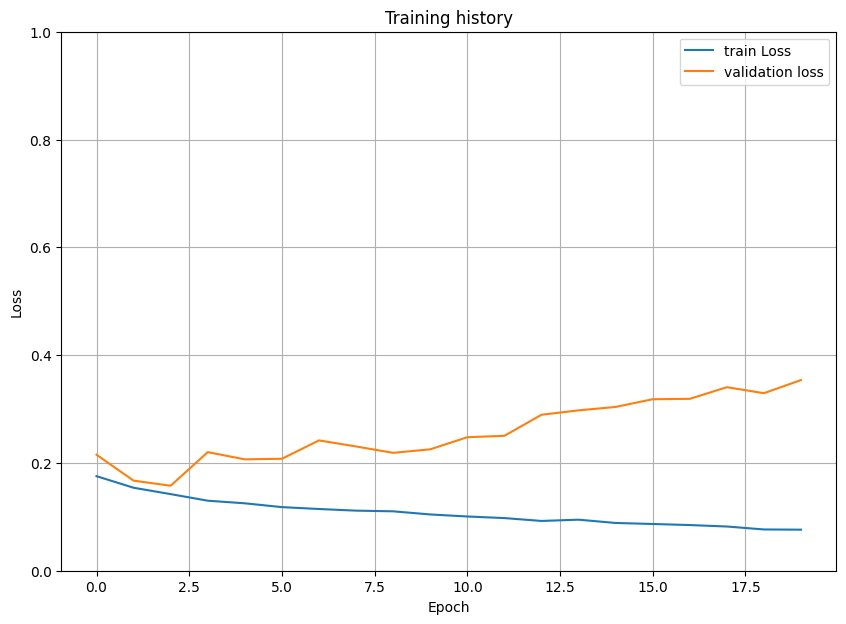 Training history
train Loss
validation loss
1.0
0.8
0.6
0.4
0.2
0.0
Loss
0.0 2.5 5.0 7.5 10.0 12.5 15.0 17.5
Epoch